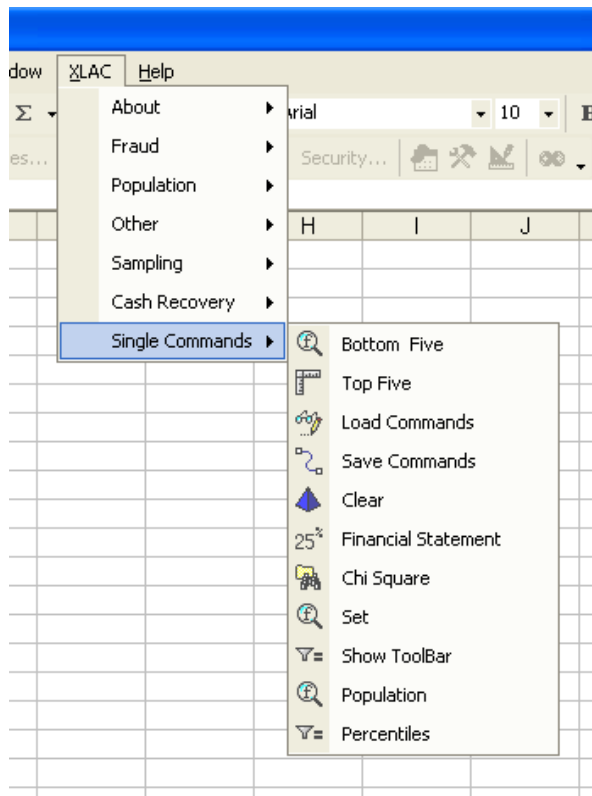 dow XLAC Help
Σ Arial 10 B
es... Security...
H I J
About
Fraud
Population
Other
Sampling
Cash Recovery
Single Commands
Bottom Five
Top Five
Load Commands
Save Commands
Clear
25% Financial Statement
Chi Square
Set
Show ToolBar
Population
Percentiles